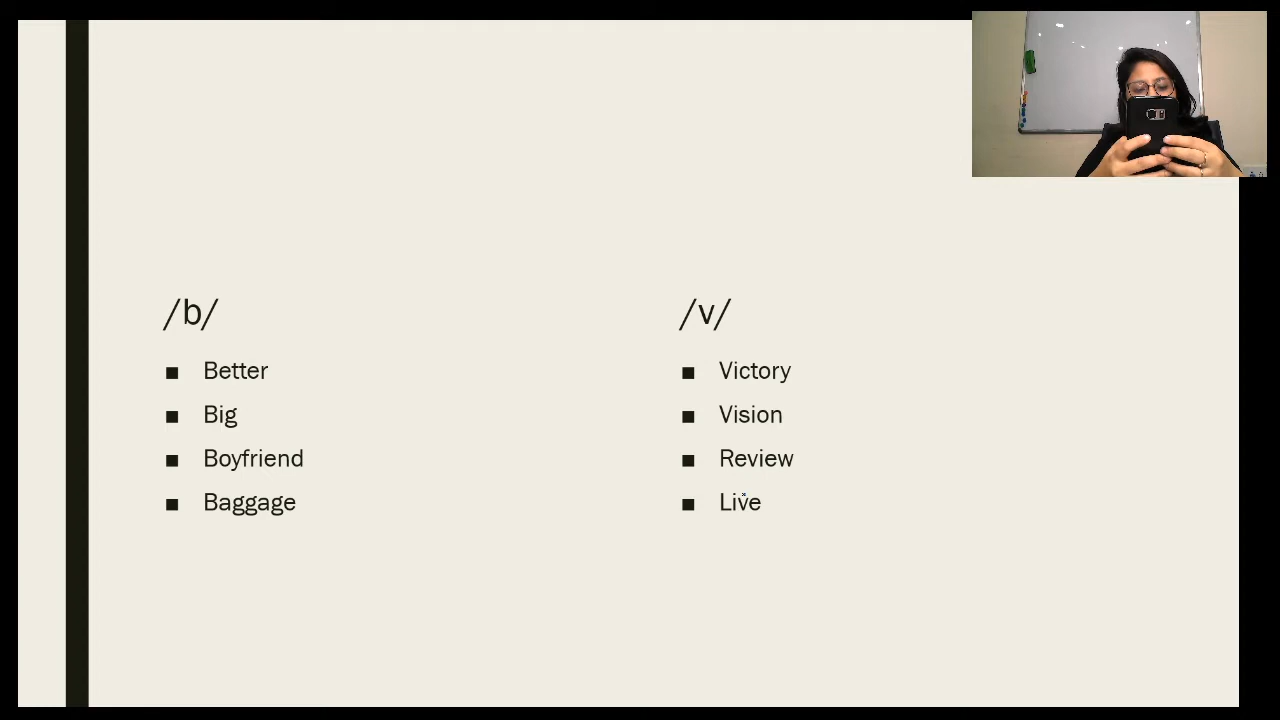 /b/
Better
Big
Boyfriend
Baggage
/v/
Victory
Vision
Review
Live